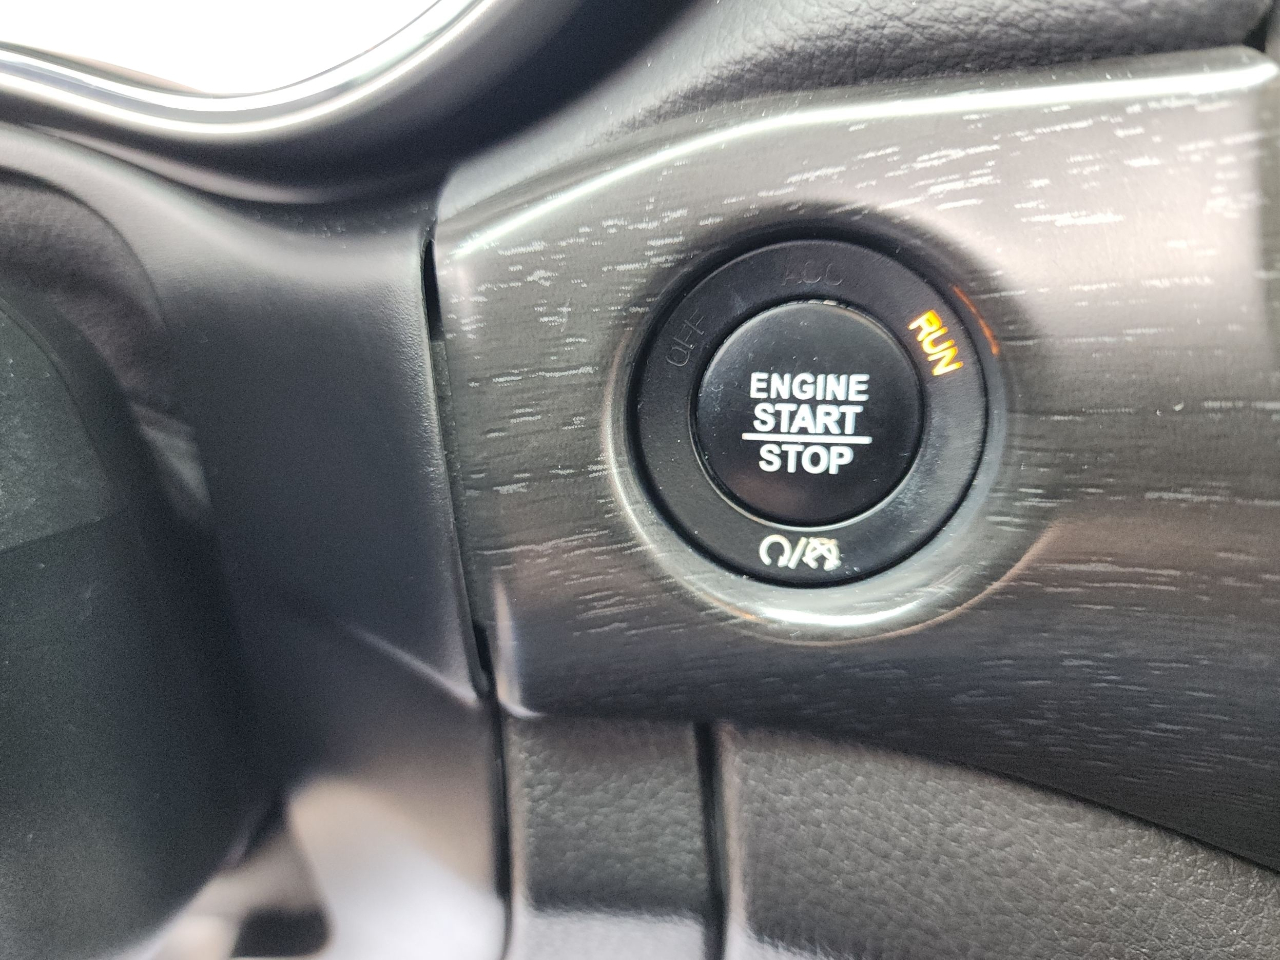 OFF
ACC
RUN
ENGINE
START
STOP